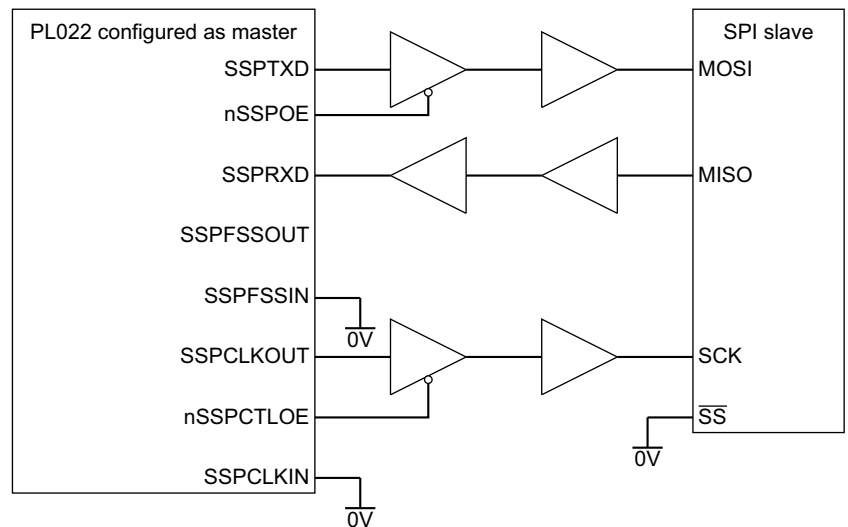 PL022 configured as master
SPI slave
SSPTXD
MOSI
nSSPOE
SSPRXD
MISO
SSPFSSOUT
SSPFSSIN
0V
SSPCLKOUT
SCK
nSSPCTLOE
S̅S̅
0V
SSPCLKIN
0V